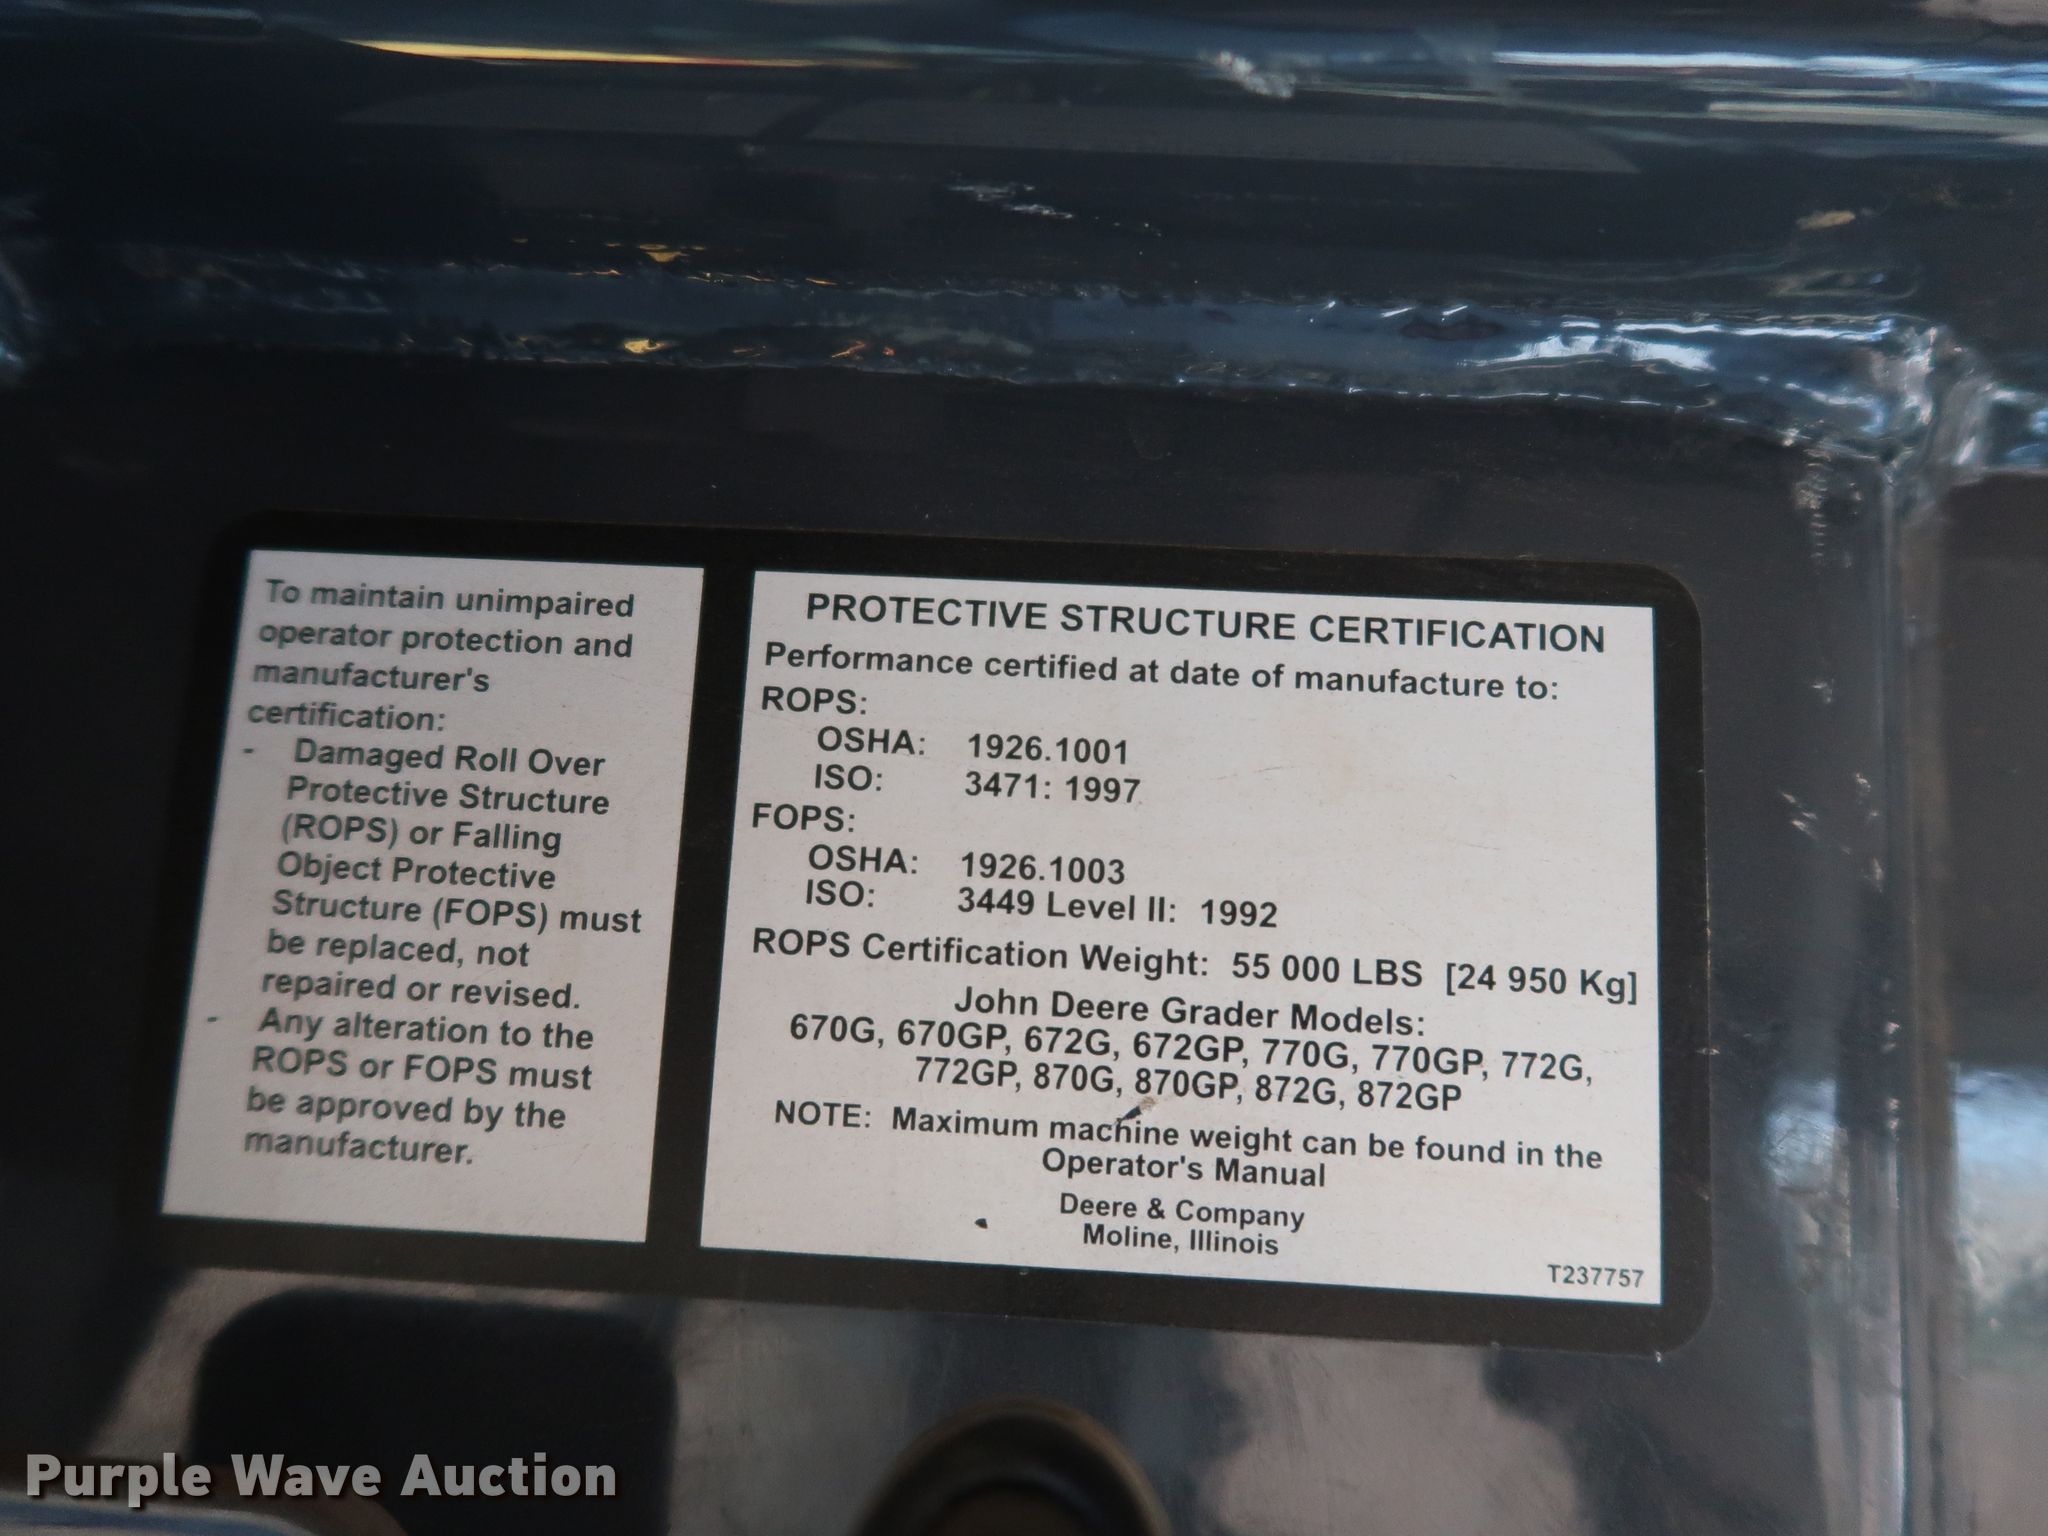 To maintain unimpaired
operator protection and
manufacturer's
certification:
- Damaged Roll Over
Protective Structure
(ROPS) or Falling
Object Protective
Structure (FOPS) must
be replaced, not
repaired or revised.
- Any alteration to the
ROPS or FOPS must
be approved by the
manufacturer.
PROTECTIVE STRUCTURE CERTIFICATION
Performance certified at date of manufacture to:
ROPS:
OSHA: 1926.1001
ISO: 3471: 1997
FOPS:
OSHA: 1926.1003
ISO: 3449 Level II: 1992
ROPS Certification Weight: 55 000 LBS [24 950 Kg]
John Deere Grader Models:
670G, 670GP, 672G, 672GP, 770G, 770GP, 772G,
772GP, 870G, 870GP, 872G, 872GP
NOTE: Maximum machine weight can be found in the
Operator's Manual
Deere & Company
Moline, Illinois
T237757
Purple Wave Auction